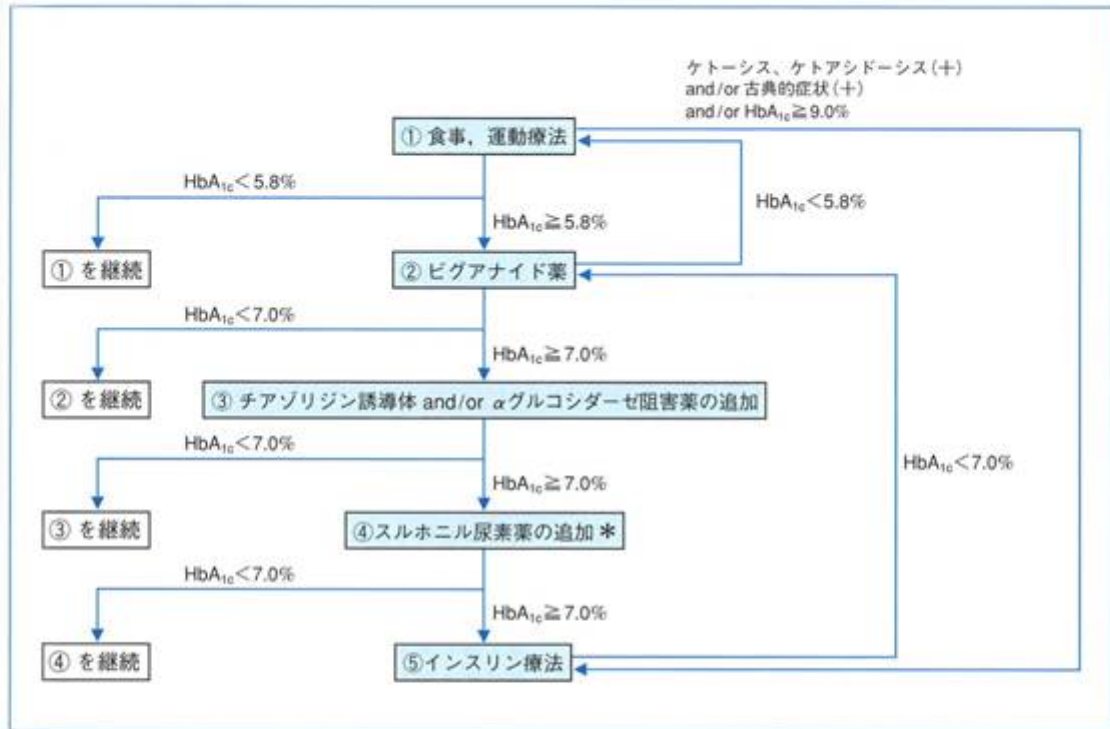 ケトーシス、ケトアシドーシス(＋)
and/or 古典的症状(＋)
and/or HbA1c≧9.0%
① 食事，運動療法
HbA1c＜5.8%
HbA1c＜5.8%
HbA1c≧5.8%
① を継続
② ビグアナイド薬
HbA1c＜7.0%
HbA1c≧7.0%
② を継続
③ チアゾリジン誘導体 and/or αグルコシダーゼ阻害薬の追加
HbA1c＜7.0%
HbA1c＜7.0%
HbA1c≧7.0%
③ を継続
④スルホニル尿素薬の追加＊
HbA1c＜7.0%
HbA1c≧7.0%
④ を継続
⑤インスリン療法